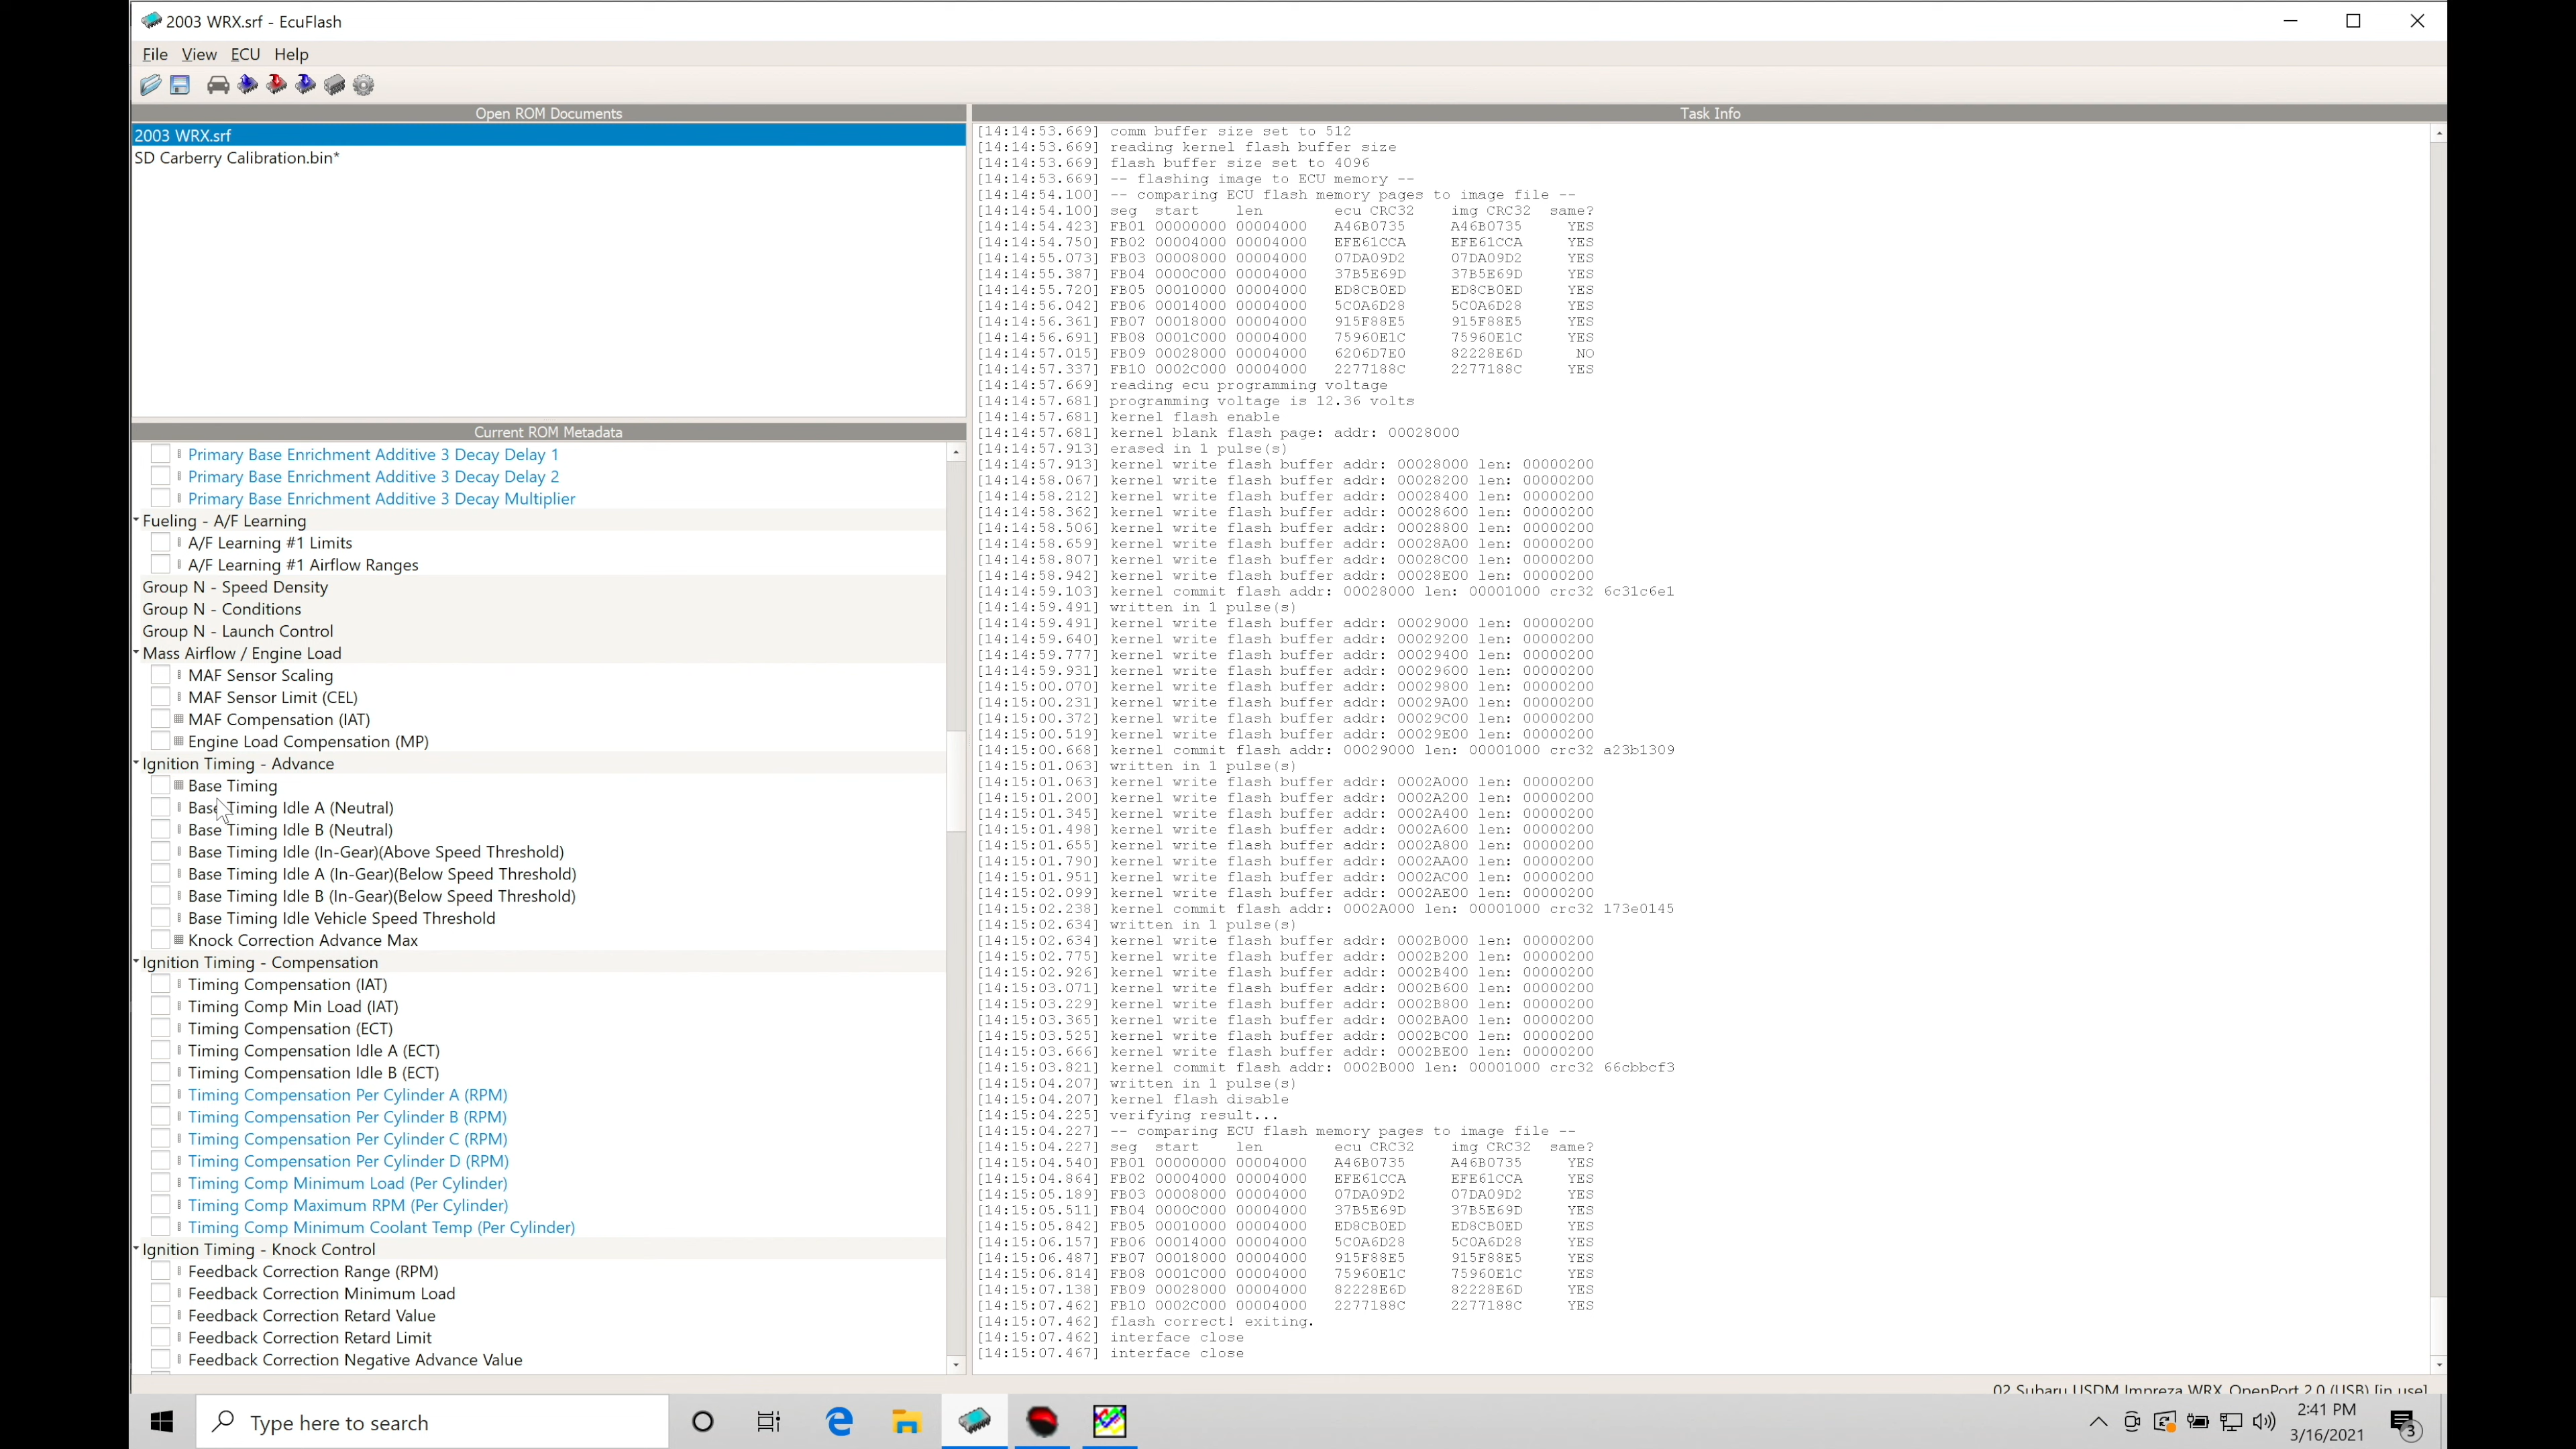 2003 WRX.srf - EcuFlash
File View ECU Help
Open ROM Documents
2003 WRX.srf
SD Carberry Calibration.bin*
Current ROM Metadata
Primary Base Enrichment Additive 3 Decay Delay 1
Primary Base Enrichment Additive 3 Decay Delay 2
Primary Base Enrichment Additive 3 Decay Multiplier
Fueling - A/F Learning
A/F Learning #1 Limits
A/F Learning #1 Airflow Ranges
Group N - Speed Density
Group N - Conditions
Group N - Launch Control
Mass Airflow / Engine Load
MAF Sensor Scaling
MAF Sensor Limit (CEL)
MAF Compensation (IAT)
Engine Load Compensation (MP)
Ignition Timing - Advance
Base Timing
Base Timing Idle A (Neutral)
Base Timing Idle B (Neutral)
Base Timing Idle (In-Gear)(Above Speed Threshold)
Base Timing Idle A (In-Gear)(Below Speed Threshold)
Base Timing Idle B (In-Gear)(Below Speed Threshold)
Base Timing Idle Vehicle Speed Threshold
Knock Correction Advance Max
Ignition Timing - Compensation
Timing Compensation (IAT)
Timing Comp Min Load (IAT)
Timing Compensation (ECT)
Timing Compensation Idle A (ECT)
Timing Compensation Idle B (ECT)
Timing Compensation Per Cylinder A (RPM)
Timing Compensation Per Cylinder B (RPM)
Timing Compensation Per Cylinder C (RPM)
Timing Compensation Per Cylinder D (RPM)
Timing Comp Minimum Load (Per Cylinder)
Timing Comp Maximum RPM (Per Cylinder)
Timing Comp Minimum Coolant Temp (Per Cylinder)
Ignition Timing - Knock Control
Feedback Correction Range (RPM)
Feedback Correction Minimum Load
Feedback Correction Retard Value
Feedback Correction Retard Limit
Feedback Correction Negative Advance Value
Task Info
[14:14:53.669] comm buffer size set to 512
[14:14:53.669] reading kernel flash buffer size
[14:14:53.669] flash buffer size set to 4096
[14:14:53.669] -- flashing image to ECU memory --
[14:14:54.100] -- comparing ECU flash memory pages to image file --
[14:14:54.100] seg start len ecu CRC32 img CRC32 same?
[14:14:54.423] FB01 00000000 00004000 A46B0735 A46B0735 YES
[14:14:54.750] FB02 00004000 00004000 EFE61CCA EFE61CCA YES
[14:14:55.073] FB03 00008000 00004000 07DA09D2 07DA09D2 YES
[14:14:55.387] FB04 0000C000 00004000 37B5E69D 37B5E69D YES
[14:14:55.720] FB05 00010000 00004000 ED8CB0ED ED8CB0ED YES
[14:14:56.042] FB06 00014000 00004000 5C0A6D28 5C0A6D28 YES
[14:14:56.361] FB07 00018000 00004000 915F88E5 915F88E5 YES
[14:14:56.691] FB08 0001C000 00004000 75960E1C 75960E1C YES
[14:14:57.015] FB09 00028000 00004000 6206D7E0 82228E6D NO
[14:14:57.337] FB10 0002C000 00004000 2277188C 2277188C YES
[14:14:57.669] reading ecu programming voltage
[14:14:57.681] programming voltage is 12.36 volts
[14:14:57.681] kernel flash enable
[14:14:57.681] kernel blank flash page: addr: 00028000
[14:14:57.913] erased in 1 pulse(s)
[14:14:57.913] kernel write flash buffer addr: 00028000 len: 00000200
[14:14:58.067] kernel write flash buffer addr: 00028200 len: 00000200
[14:14:58.212] kernel write flash buffer addr: 00028400 len: 00000200
[14:14:58.362] kernel write flash buffer addr: 00028600 len: 00000200
[14:14:58.506] kernel write flash buffer addr: 00028800 len: 00000200
[14:14:58.659] kernel write flash buffer addr: 00028A00 len: 00000200
[14:14:58.807] kernel write flash buffer addr: 00028C00 len: 00000200
[14:14:58.942] kernel write flash buffer addr: 00028E00 len: 00000200
[14:14:59.103] kernel commit flash addr: 00028000 len: 00001000 crc32 6c31c6e1
[14:14:59.491] written in 1 pulse(s)
[14:14:59.491] kernel write flash buffer addr: 00029000 len: 00000200
[14:14:59.640] kernel write flash buffer addr: 00029200 len: 00000200
[14:14:59.777] kernel write flash buffer addr: 00029400 len: 00000200
[14:14:59.931] kernel write flash buffer addr: 00029600 len: 00000200
[14:15:00.070] kernel write flash buffer addr: 00029800 len: 00000200
[14:15:00.231] kernel write flash buffer addr: 00029A00 len: 00000200
[14:15:00.372] kernel write flash buffer addr: 00029C00 len: 00000200
[14:15:00.519] kernel write flash buffer addr: 00029E00 len: 00000200
[14:15:00.668] kernel commit flash addr: 00029000 len: 00001000 crc32 a23b1309
[14:15:01.063] written in 1 pulse(s)
[14:15:01.063] kernel write flash buffer addr: 0002A000 len: 00000200
[14:15:01.200] kernel write flash buffer addr: 0002A200 len: 00000200
[14:15:01.345] kernel write flash buffer addr: 0002A400 len: 00000200
[14:15:01.498] kernel write flash buffer addr: 0002A600 len: 00000200
[14:15:01.655] kernel write flash buffer addr: 0002A800 len: 00000200
[14:15:01.790] kernel write flash buffer addr: 0002AA00 len: 00000200
[14:15:01.951] kernel write flash buffer addr: 0002AC00 len: 00000200
[14:15:02.099] kernel write flash buffer addr: 0002AE00 len: 00000200
[14:15:02.238] kernel commit flash addr: 0002A000 len: 00001000 crc32 173e0145
[14:15:02.634] written in 1 pulse(s)
[14:15:02.634] kernel write flash buffer addr: 0002B000 len: 00000200
[14:15:02.775] kernel write flash buffer addr: 0002B200 len: 00000200
[14:15:02.926] kernel write flash buffer addr: 0002B400 len: 00000200
[14:15:03.071] kernel write flash buffer addr: 0002B600 len: 00000200
[14:15:03.229] kernel write flash buffer addr: 0002B800 len: 00000200
[14:15:03.365] kernel write flash buffer addr: 0002BA00 len: 00000200
[14:15:03.525] kernel write flash buffer addr: 0002BC00 len: 00000200
[14:15:03.666] kernel write flash buffer addr: 0002BE00 len: 00000200
[14:15:03.821] kernel commit flash addr: 0002B000 len: 00001000 crc32 66cbbcf3
[14:15:04.207] written in 1 pulse(s)
[14:15:04.207] kernel flash disable
[14:15:04.225] verifying result...
[14:15:04.227] -- comparing ECU flash memory pages to image file --
[14:15:04.227] seg start len ecu CRC32 img CRC32 same?
[14:15:04.540] FB01 00000000 00004000 A46B0735 A46B0735 YES
[14:15:04.864] FB02 00004000 00004000 EFE61CCA EFE61CCA YES
[14:15:05.189] FB03 00008000 00004000 07DA09D2 07DA09D2 YES
[14:15:05.511] FB04 0000C000 00004000 37B5E69D 37B5E69D YES
[14:15:05.842] FB05 00010000 00004000 ED8CB0ED ED8CB0ED YES
[14:15:06.157] FB06 00014000 00004000 5C0A6D28 5C0A6D28 YES
[14:15:06.487] FB07 00018000 00004000 915F88E5 915F88E5 YES
[14:15:06.814] FB08 0001C000 00004000 75960E1C 75960E1C YES
[14:15:07.138] FB09 00028000 00004000 82228E6D 82228E6D YES
[14:15:07.462] FB10 0002C000 00004000 2277188C 2277188C YES
[14:15:07.462] flash correct! exiting.
[14:15:07.462] interface close
[14:15:07.467] interface close
02 Subaru USDM Impreza WRX OpenPort 2.0 (USB) [in use]
Type here to search
2:41 PM
3/16/2021
3